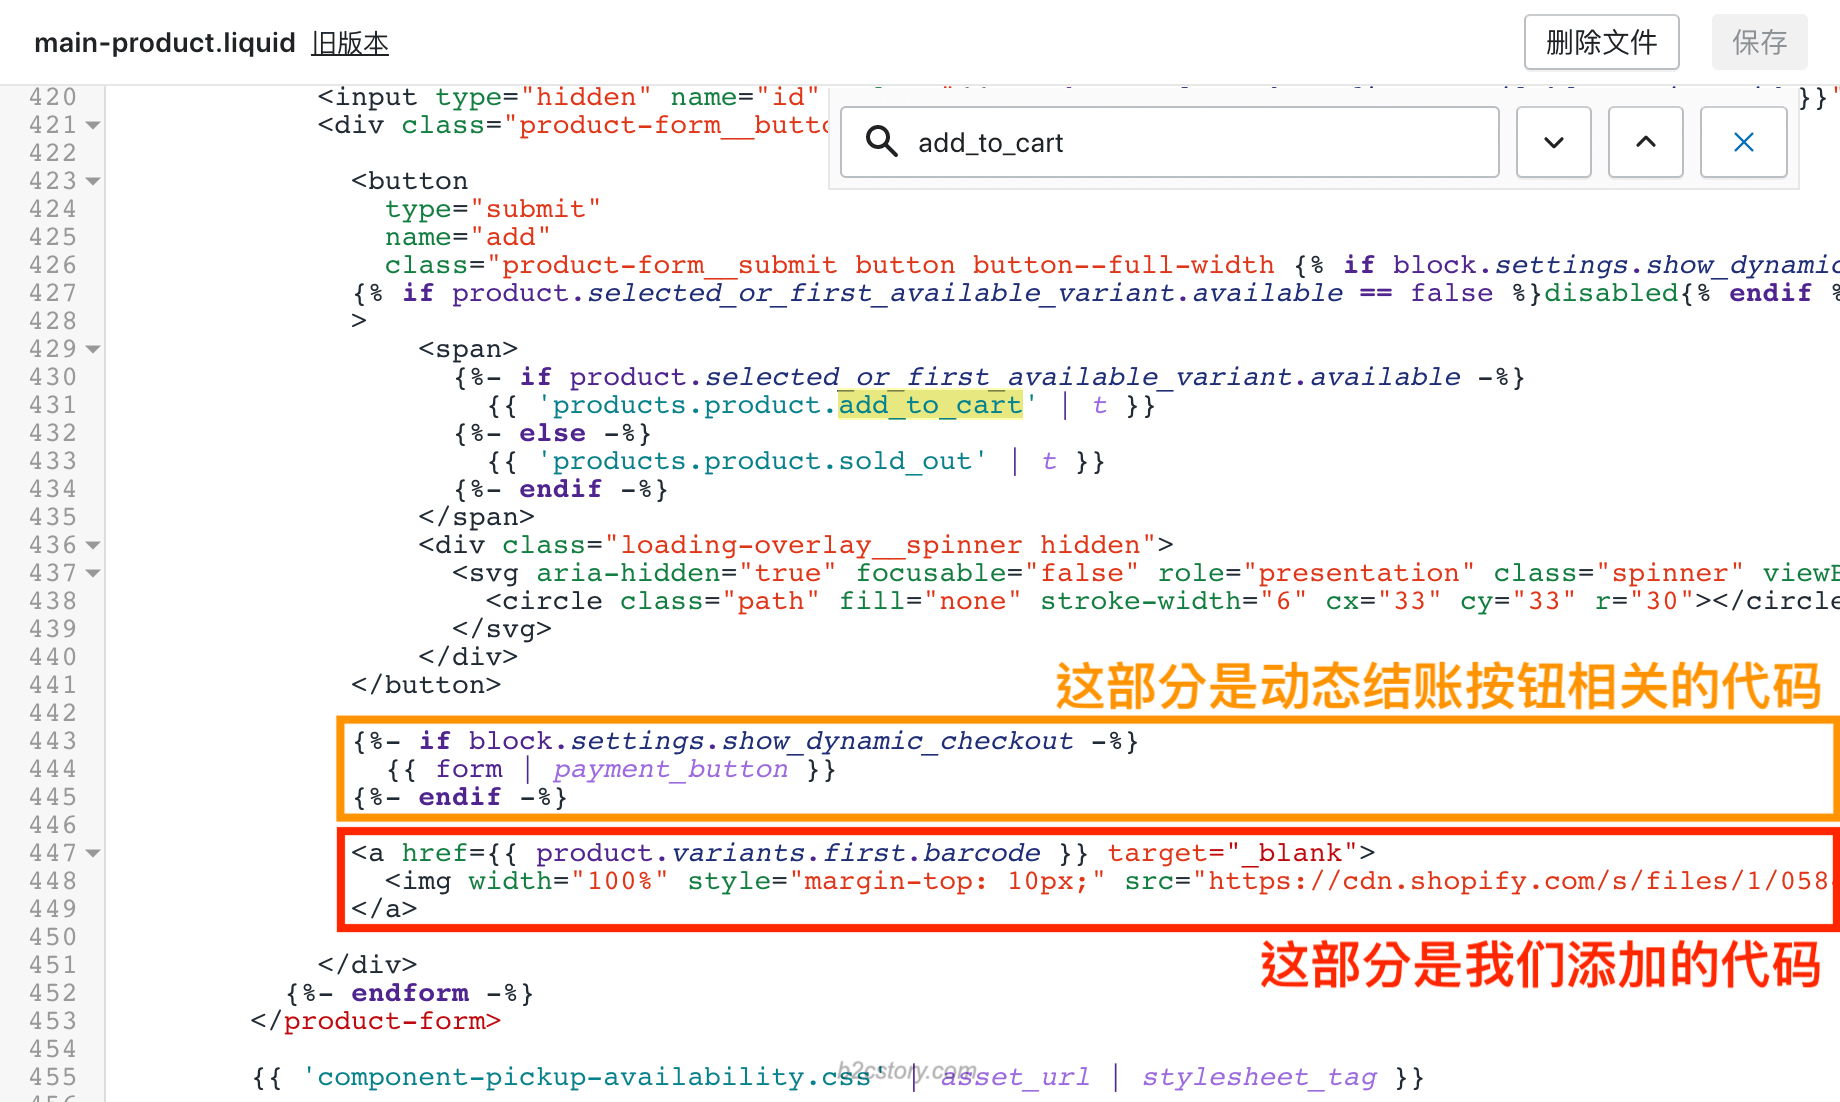 main-product.liquid 旧版本
删除文件
保存
add_to_cart
420 <input type="hidden" name="id" }}"
421 <div class="product-form__butto
422
423 <button
424 type="submit"
425 name="add"
426 class="product-form__submit button button--full-width {% if block.settings.show_dynamic
427 {% if product.selected_or_first_available_variant.available == false %}disabled{% endif %
428 >
429 <span>
430 {%- if product.selected_or_first_available_variant.available -%}
431 {{ 'products.product.add_to_cart' | t }}
432 {%- else -%}
433 {{ 'products.product.sold_out' | t }}
434 {%- endif -%}
435 </span>
436 <div class="loading-overlay__spinner hidden">
437 <svg aria-hidden="true" focusable="false" role="presentation" class="spinner" viewB
438 <circle class="path" fill="none" stroke-width="6" cx="33" cy="33" r="30"></circle
439 </svg>
440 </div>
441 </button>
这部分是动态结账按钮相关的代码
442
443 {%- if block.settings.show_dynamic_checkout -%}
444 {{ form | payment_button }}
445 {%- endif -%}
446
447 <a href={{ product.variants.first.barcode }} target="_blank">
448 <img width="100%" style="margin-top: 10px;" src="https://cdn.shopify.com/s/files/1/058
449 </a>
450
这部分是我们添加的代码
451 </div>
452 {%- endform -%}
453 </product-form>
454
455 {{ 'component-pickup-availability.css' | asset_url | stylesheet_tag }}
b2cstory.com